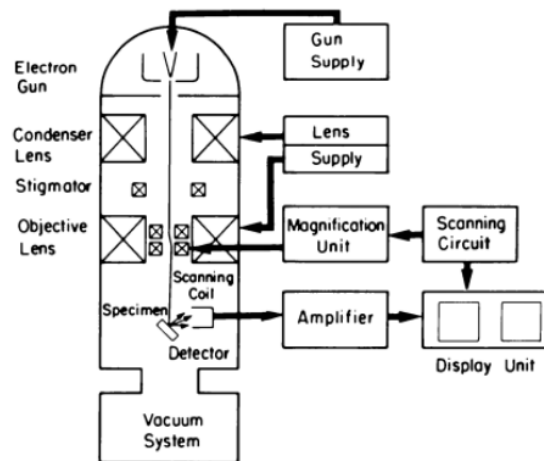 Gun
Supply
Electron
Gun
Condenser
Lens
Lens
Supply
Stigmator
Objective
Lens
Magnification
Unit
Scanning
Circuit
Scanning
Coil
Specimen
Amplifier
Detector
Display Unit
Vacuum
System